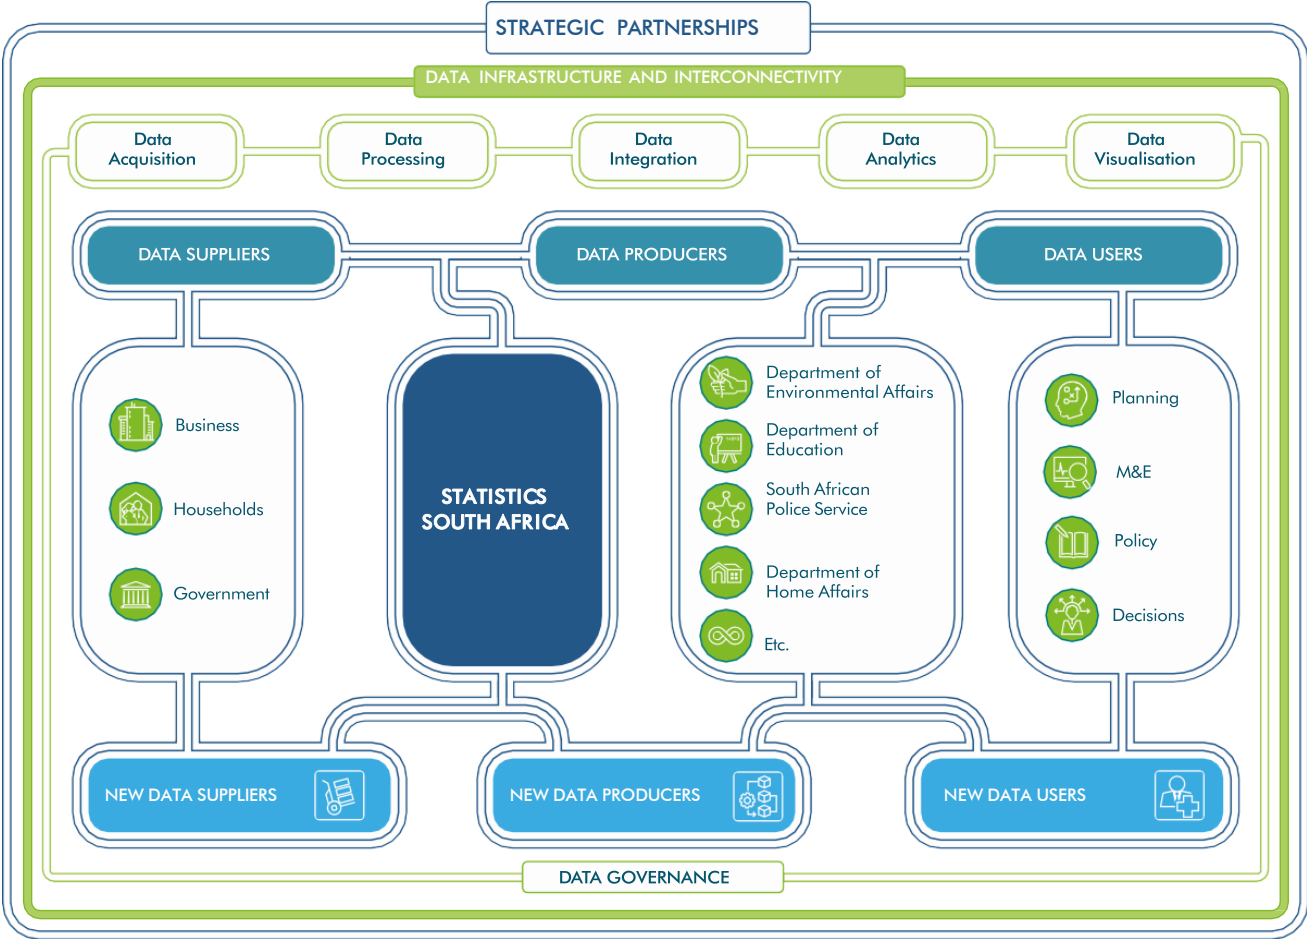 STRATEGIC PARTNERSHIPS
DATA INFRASTRUCTURE AND INTERCONNECTIVITY
Data
Acquisition
Data
Processing
Data
Integration
Data
Analytics
Data
Visualisation
DATA SUPPLIERS
DATA PRODUCERS
DATA USERS
Business
Households
Government
STATISTICS
SOUTH AFRICA
Department of
Environmental Affairs
Department of
Education
South African
Police Service
Department of
Home Affairs
Etc.
Planning
M&E
Policy
Decisions
NEW DATA SUPPLIERS
NEW DATA PRODUCERS
NEW DATA USERS
DATA GOVERNANCE